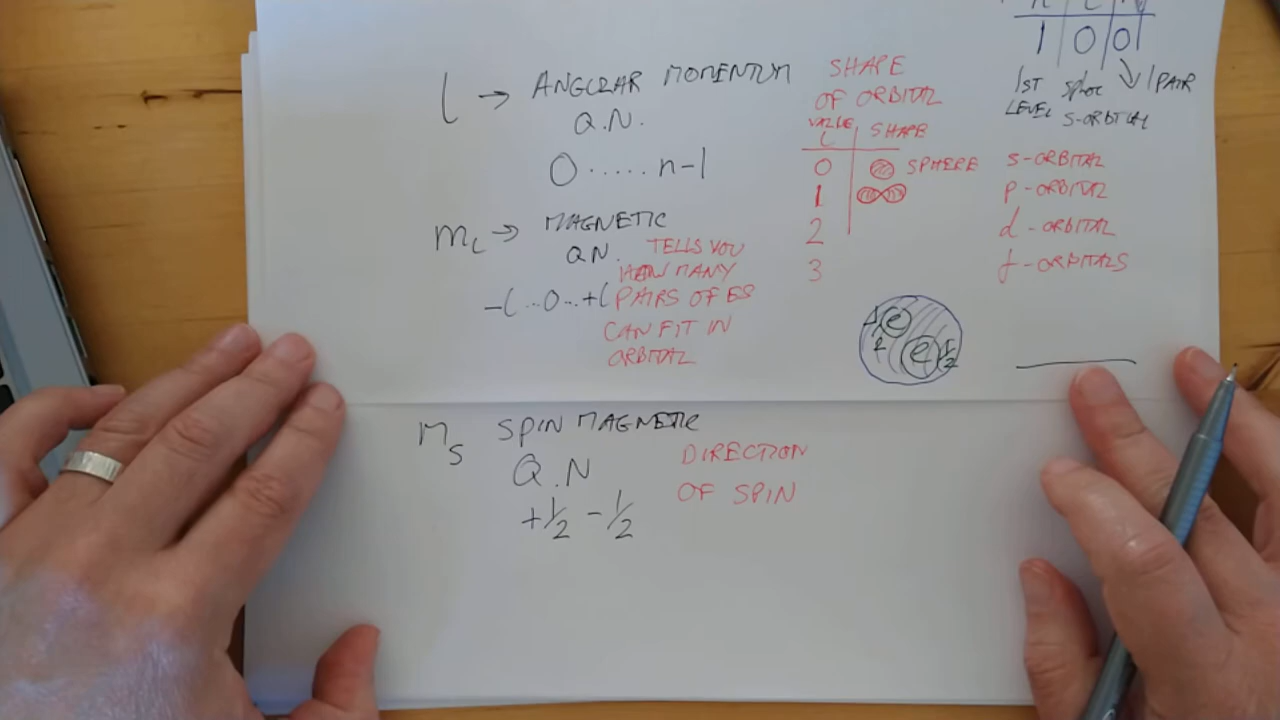 l → ANGULAR MOMENTUM
Q.N.
0 ..... n-1
SHAPE
OF ORBITAL
VALUE
L | SHAPE
0 SPHERE s-ORBITAL
1 p-ORBITAL
2 d-ORBITAL
3 f-ORBITALS
1 | 0 | 0
1ST
LEVEL
S-ORBITAL
1 PAIR
mL → MAGNETIC
Q.N.
-l...0...+l
TELLS YOU
HOW MANY
PAIRS OF ES
CAN FIT IN
ORBITAL
e
e 1/2
ms SPIN MAGNETIC
Q.N
+1/2 -1/2
DIRECTION
OF SPIN